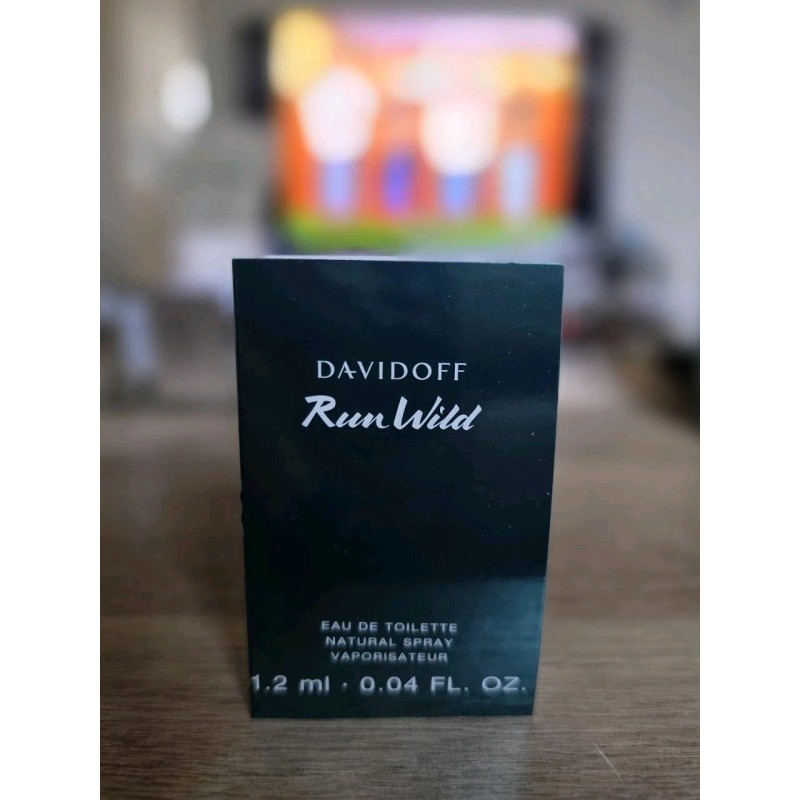 DAVIDOFF
Run Wild
EAU DE TOILETTE
NATURAL SPRAY
VAPORISATEUR
1.2 ml · 0.04 FL. OZ.